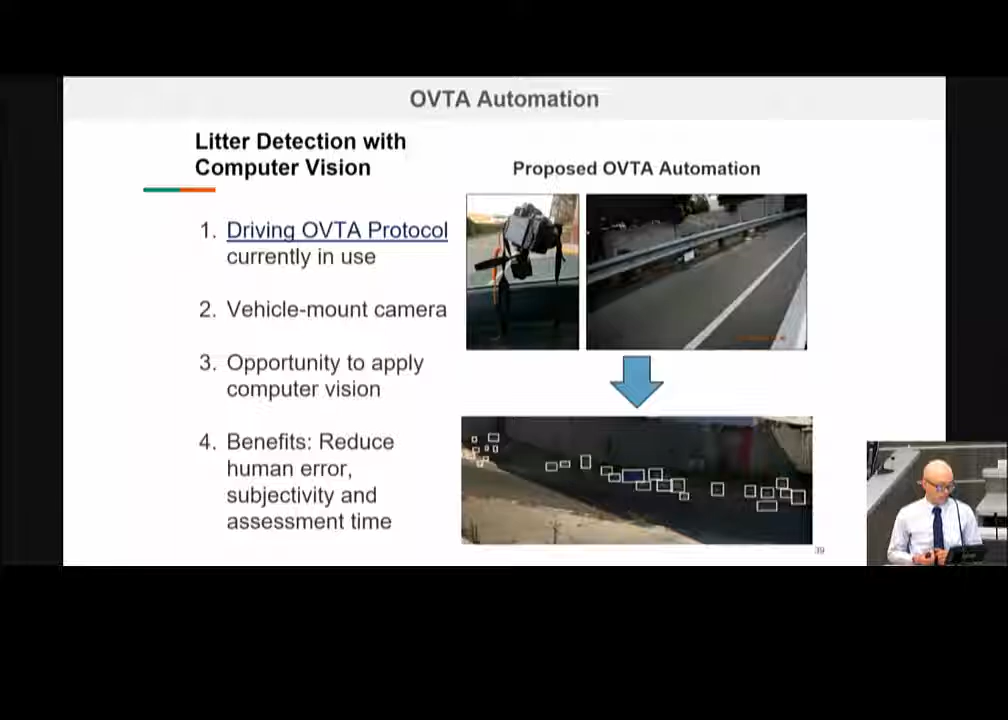 OVTA Automation
Litter Detection with
Computer Vision
Proposed OVTA Automation
1. Driving OVTA Protocol
currently in use
2. Vehicle-mount camera
3. Opportunity to apply
computer vision
4. Benefits: Reduce
human error,
subjectivity and
assessment time
39